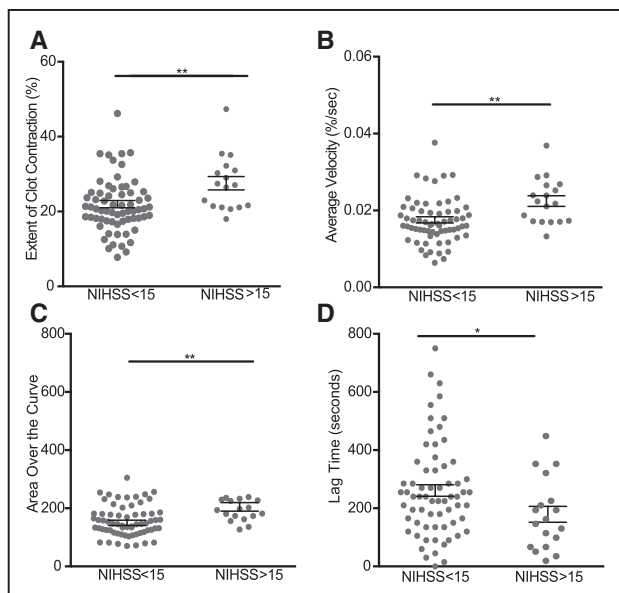 A
Extent of Clot Contraction (%)
60
40
20
0
**
NIHSS<15
NIHSS>15
B
Average Velocity (%/sec)
0.06
0.04
0.02
0.00
**
NIHSS<15
NIHSS>15
C
Area Over the Curve
800
600
400
200
0
**
NIHSS<15
NIHSS>15
D
Lag Time (seconds)
800
600
400
200
0
*
NIHSS<15
NIHSS>15